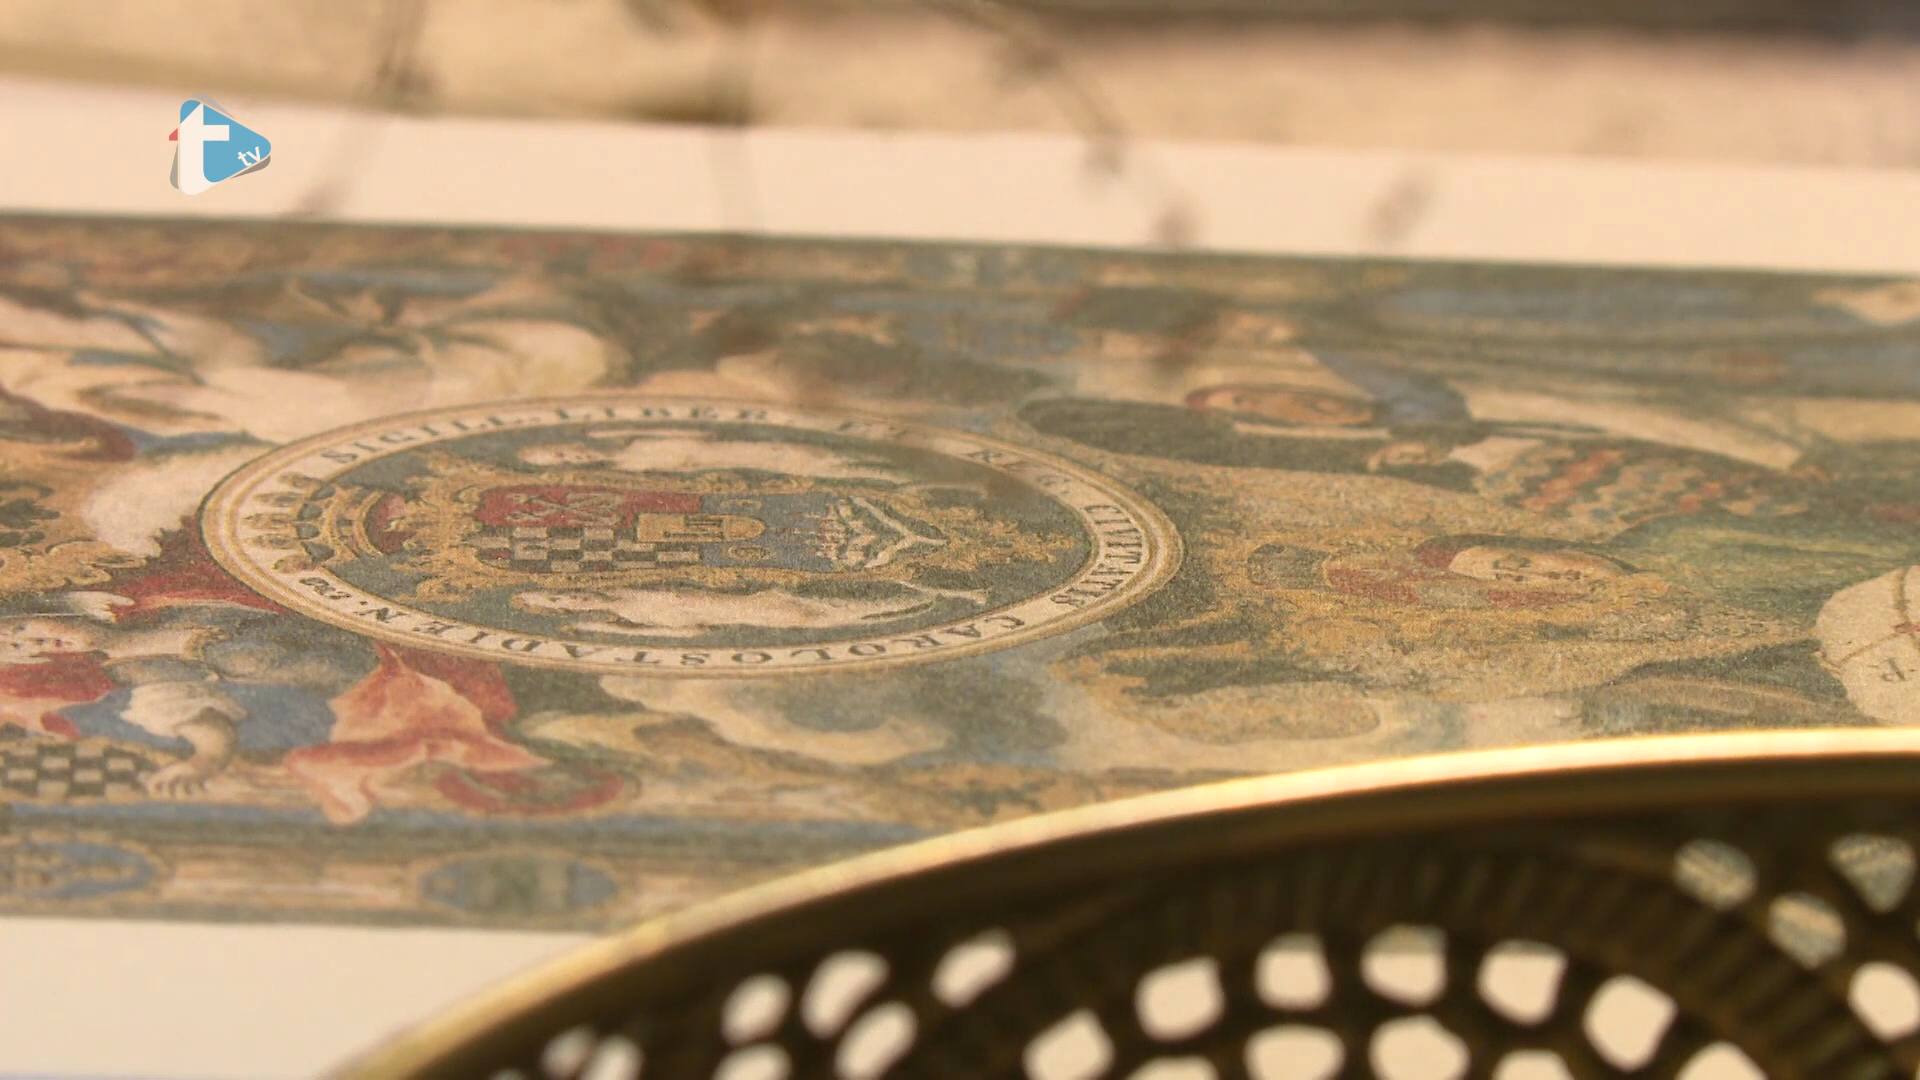 t tv
SIGILL. LIBER ET REG. CIVITATIS CAROLOSTADIEN.
P